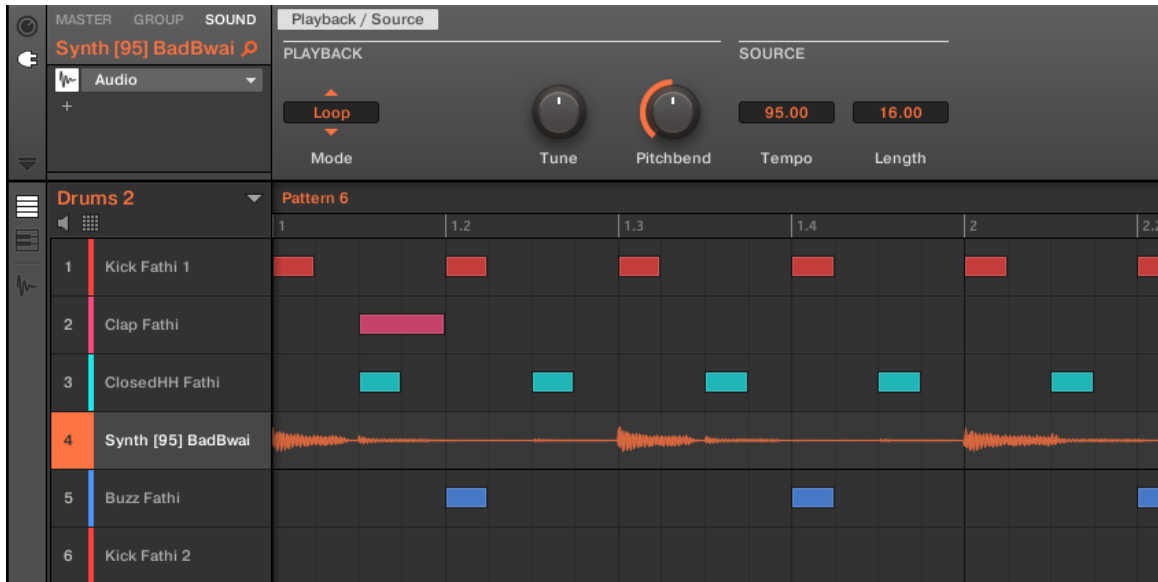 MASTER GROUP SOUND
Synth [95] BadBwai
Audio
+
Playback / Source
PLAYBACK
SOURCE
Loop
95.00
16.00
Mode
Tune
Pitchbend
Tempo
Length
Drums 2
Pattern 6
1 1.2 1.3 1.4 2
1 Kick Fathi 1
2 Clap Fathi
3 ClosedHH Fathi
4 Synth [95] BadBwai
5 Buzz Fathi
6 Kick Fathi 2